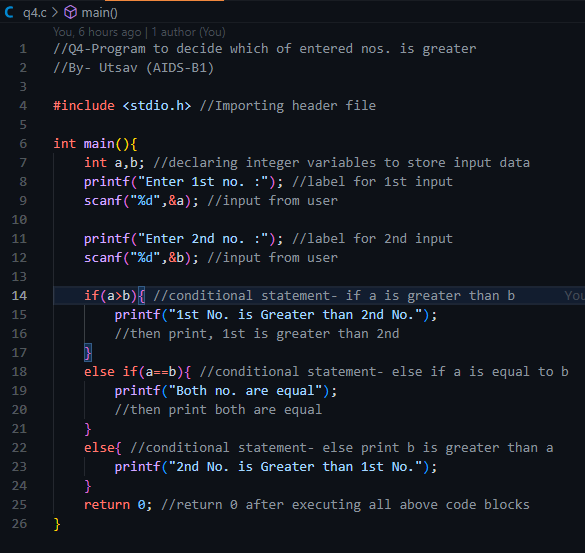 C q4.c > main()
You, 6 hours ago | 1 author (You)
1 //Q4-Program to decide which of entered nos. is greater
2 //By- Utsav (AIDS-B1)
3
4 #include <stdio.h> //Importing header file
5
6 int main(){
7 int a,b; //declaring integer variables to store input data
8 printf("Enter 1st no. :"); //label for 1st input
9 scanf("%d",&a); //input from user
10
11 printf("Enter 2nd no. :"); //label for 2nd input
12 scanf("%d",&b); //input from user
13
14 if(a>b){ //conditional statement- if a is greater than b You
15 printf("1st No. is Greater than 2nd No.");
16 //then print, 1st is greater than 2nd
17 }
18 else if(a==b){ //conditional statement- else if a is equal to b
19 printf("Both no. are equal");
20 //then print both are equal
21 }
22 else{ //conditional statement- else print b is greater than a
23 printf("2nd No. is Greater than 1st No.");
24 }
25 return 0; //return 0 after executing all above code blocks
26 }